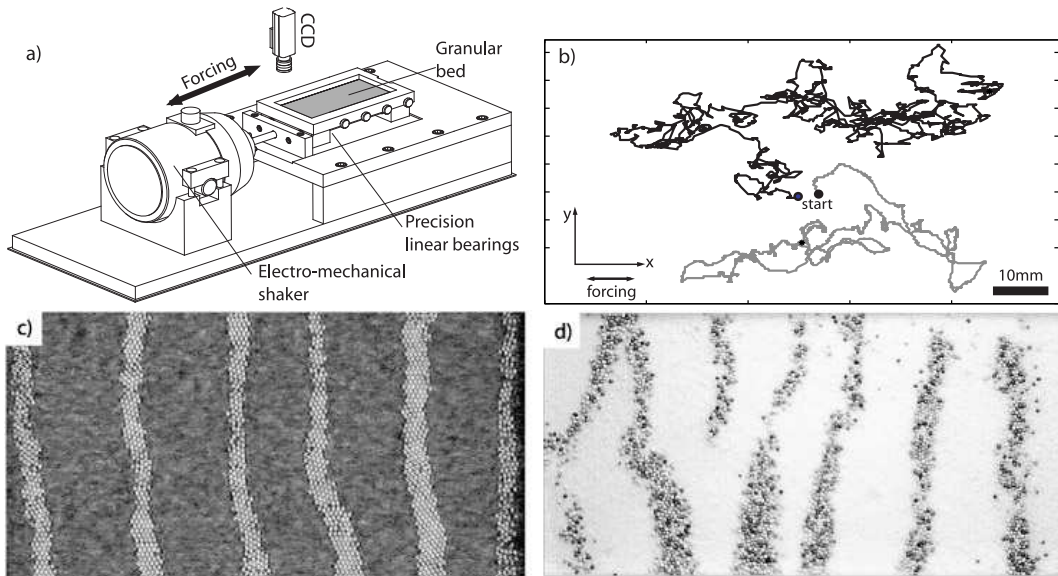 a)
CCD
Forcing
Granular
bed
Precision
linear bearings
Electro-mechanical
shaker
b)
start
y
x
forcing
10mm
c)
d)